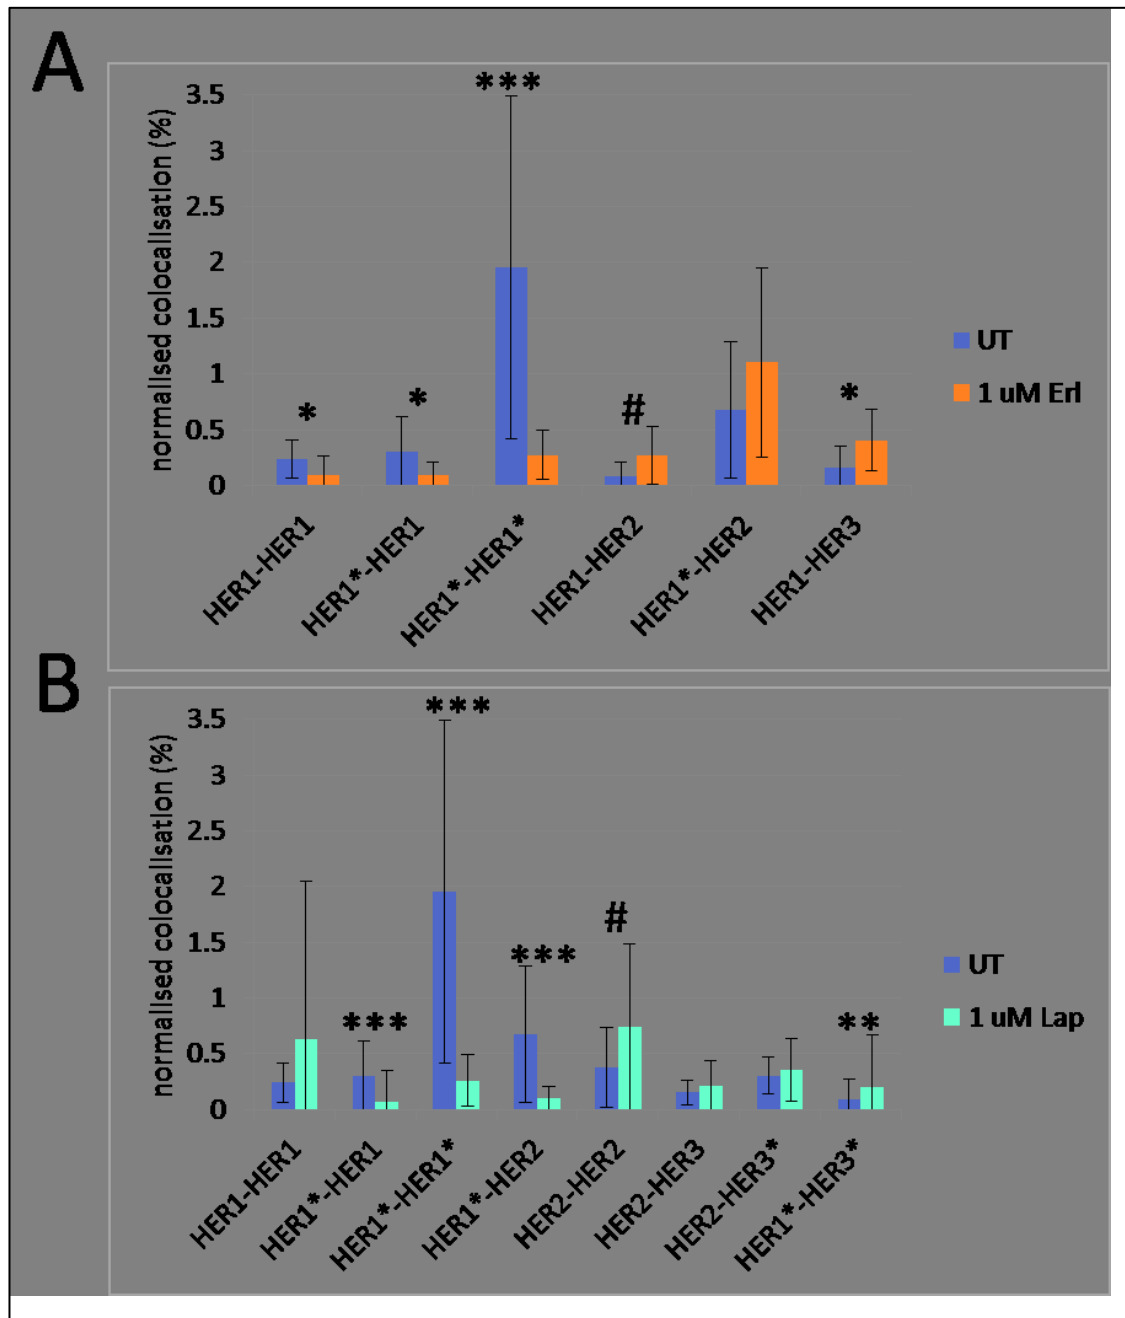 A
***
3.5
3
2.5
2
1.5
1
0.5
0
normalised colocalisation (%)
*
*
#
*
UT
1 uM Erl
HER1-HER1
HER1*-HER1
HER1*-HER1*
HER1-HER2
HER1*-HER2
HER1-HER3
B
***
3.5
3
2.5
2
1.5
1
0.5
0
normalised colocalisation (%)
***
***
#
**
UT
1 uM Lap
HER1-HER1
HER1*-HER1
HER1*-HER1*
HER1*-HER2
HER2-HER2
HER2-HER3
HER2-HER3*
HER1*-HER3*